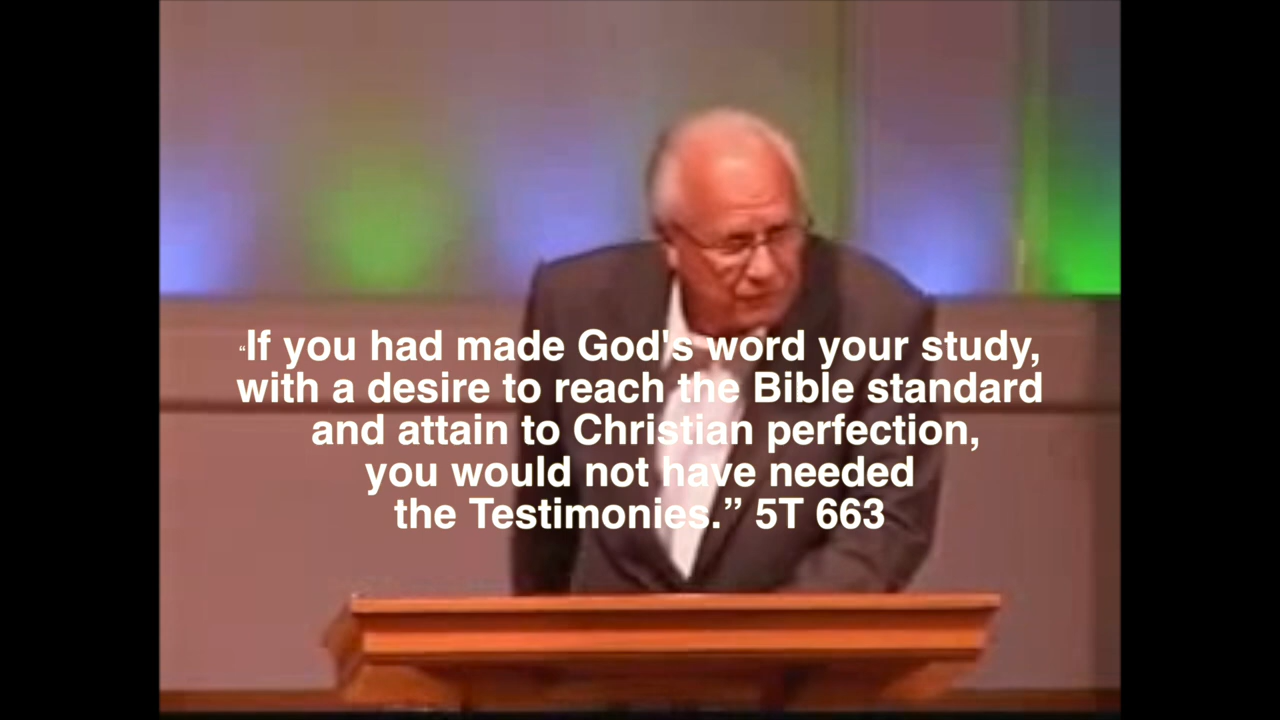 “If you had made God's word your study,
with a desire to reach the Bible standard
and attain to Christian perfection,
you would not have needed
the Testimonies.” 5T 663